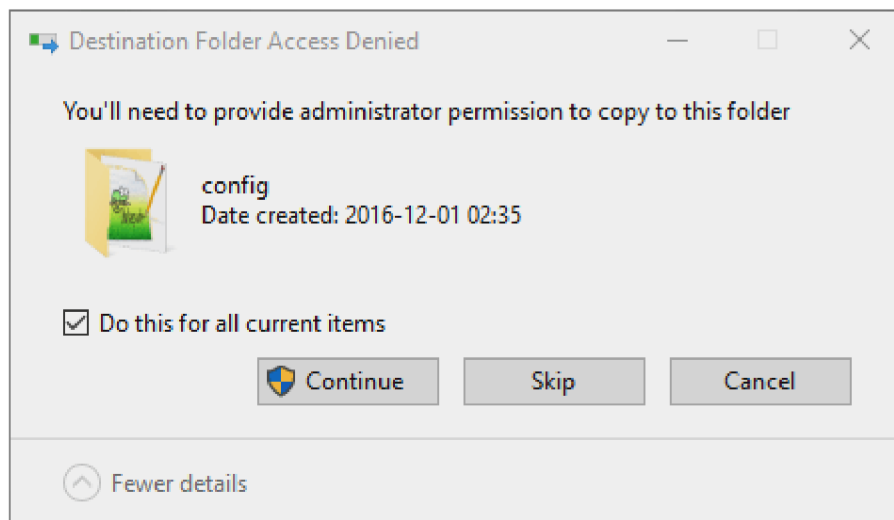 Destination Folder Access Denied
You'll need to provide administrator permission to copy to this folder
config
Date created: 2016-12-01 02:35
Do this for all current items
Continue
Skip
Cancel
Fewer details